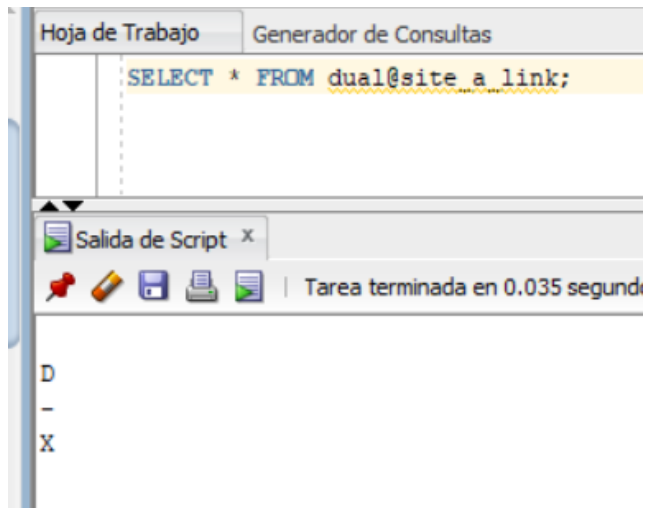 Hoja de Trabajo Generador de Consultas
SELECT * FROM dual@site_a_link;
Salida de Script x
Tarea terminada en 0.035 segund
D
-
X